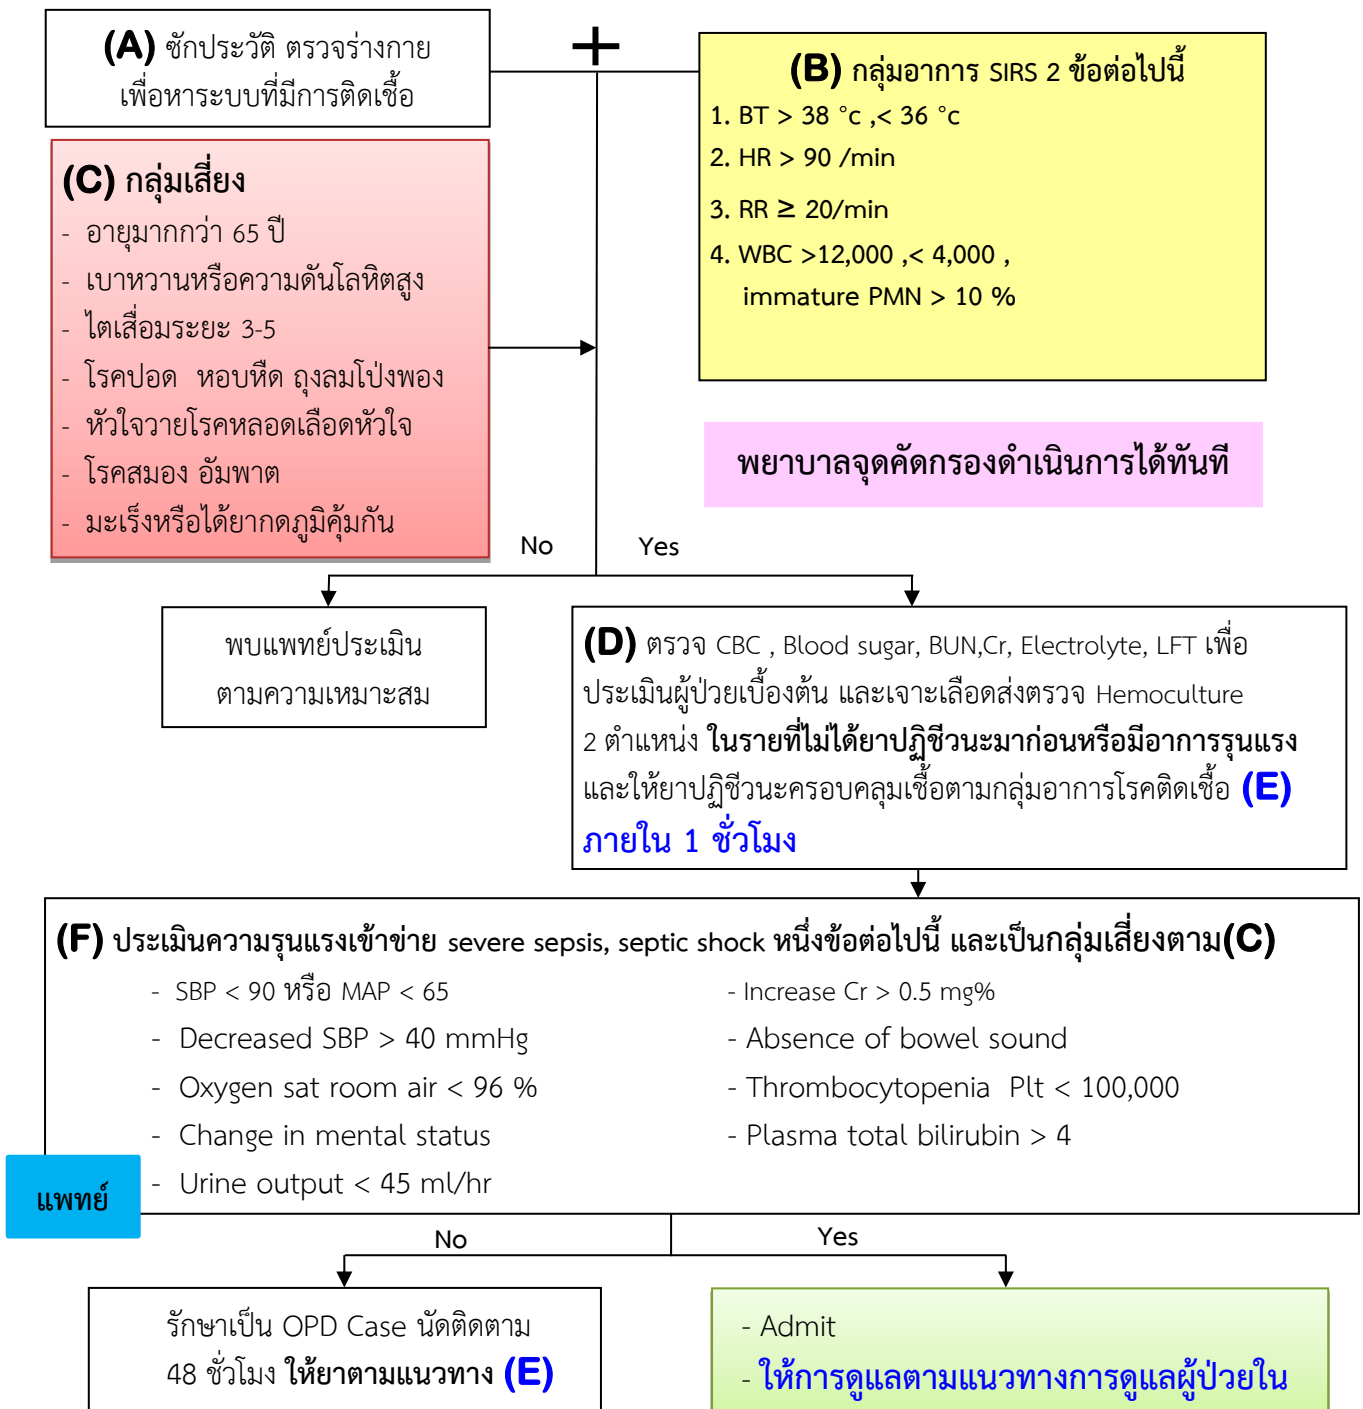 (A) ซักประวัติ ตรวจร่างกาย
เพื่อหาระบบที่มีการติดเชื้อ
+
(B) กลุ่มอาการ SIRS 2 ข้อต่อไปนี้
1. BT > 38 °c ,< 36 °c
2. HR > 90 /min
3. RR ≥ 20/min
4. WBC >12,000 ,< 4,000 ,
immature PMN > 10 %
(C) กลุ่มเสี่ยง
- อายุมากกว่า 65 ปี
- เบาหวานหรือความดันโลหิตสูง
- ไตเสื่อมระยะ 3-5
- โรคปอด หอบหืด ถุงลมโป่งพอง
- หัวใจวายโรคหลอดเลือดหัวใจ
- โรคสมอง อัมพาต
- มะเร็งหรือได้ยากดภูมิคุ้มกัน
พยาบาลจุดคัดกรองดำเนินการได้ทันที
No
Yes
พบแพทย์ประเมิน
ตามความเหมาะสม
(D) ตรวจ CBC , Blood sugar, BUN,Cr, Electrolyte, LFT เพื่อ
ประเมินผู้ป่วยเบื้องต้น และเจาะเลือดส่งตรวจ Hemoculture
2 ตำแหน่ง ในรายที่ไม่ได้ยาปฏิชีวนะมาก่อนหรือมีอาการรุนแรง
และให้ยาปฏิชีวนะครอบคลุมเชื้อตามกลุ่มอาการโรคติดเชื้อ (E)
ภายใน 1 ชั่วโมง
(F) ประเมินความรุนแรงเข้าข่าย severe sepsis, septic shock หนึ่งข้อต่อไปนี้ และเป็นกลุ่มเสี่ยงตาม(C)
- SBP < 90 หรือ MAP < 65
- Decreased SBP > 40 mmHg
- Oxygen sat room air < 96 %
- Change in mental status
- Urine output < 45 ml/hr
- Increase Cr > 0.5 mg%
- Absence of bowel sound
- Thrombocytopenia Plt < 100,000
- Plasma total bilirubin > 4
แพทย์
No
Yes
รักษาเป็น OPD Case นัดติดตาม
48 ชั่วโมง ให้ยาตามแนวทาง (E)
- Admit
- ให้การดูแลตามแนวทางการดูแลผู้ป่วยใน